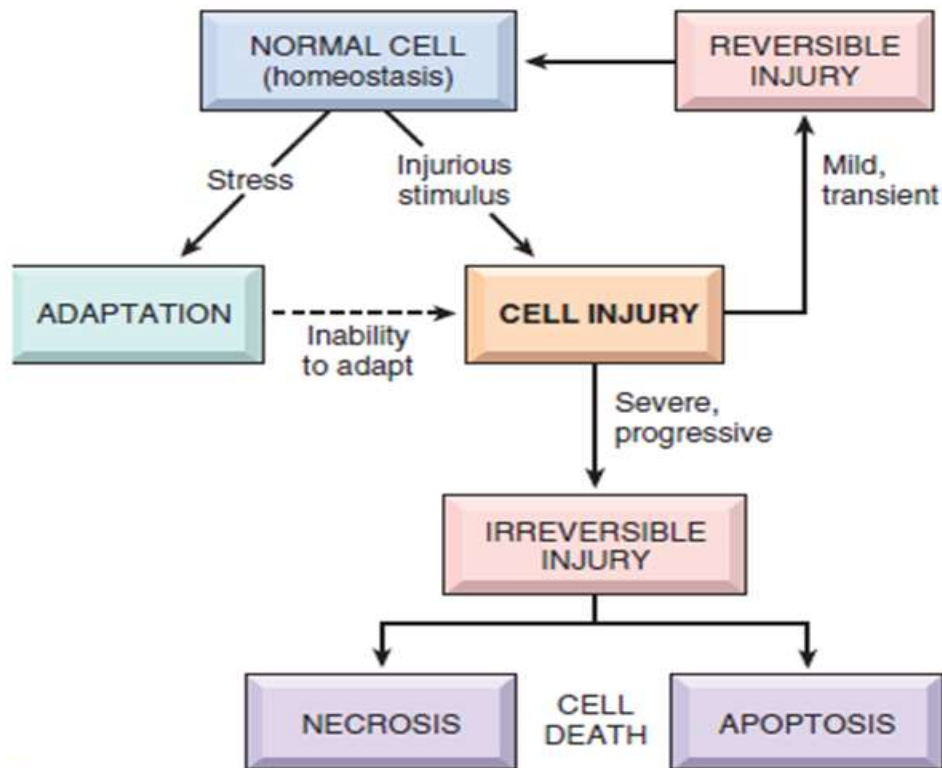 NORMAL CELL
(homeostasis)
REVERSIBLE
INJURY
Stress
Injurious
stimulus
Mild,
transient
ADAPTATION
Inability
to adapt
CELL INJURY
Severe,
progressive
IRREVERSIBLE
INJURY
NECROSIS
CELL
DEATH
APOPTOSIS